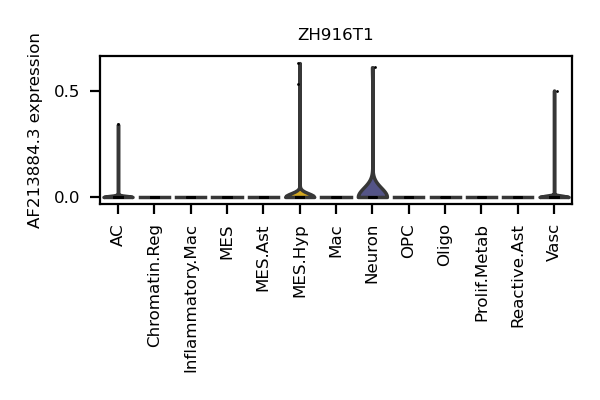 ZH916T1
AF213884.3 expression
0.5
0.0
AC
Chromatin.Reg
Inflammatory.Mac
MES
MES.Ast
MES.Hyp
Mac
Neuron
OPC
Oligo
Prolif.Metab
Reactive.Ast
Vasc